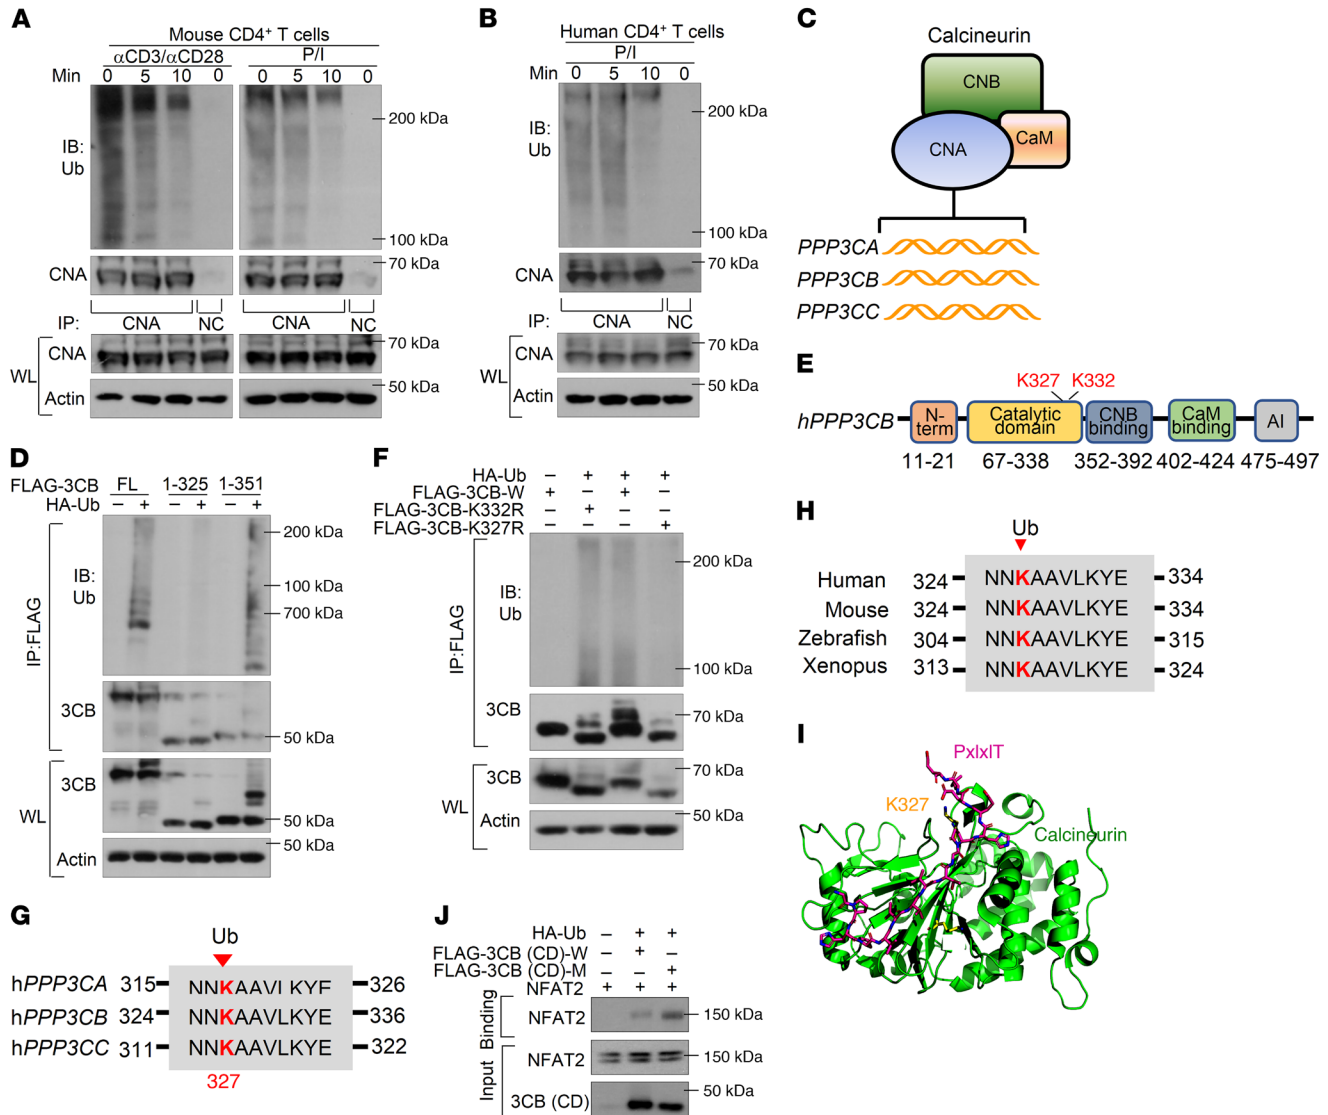 A
Mouse CD4+ T cells
αCD3/αCD28 P/I
Min 0 5 10 0 0 5 10 0
IB:
Ub
200 kDa
100 kDa
CNA
70 kDa
IP: CNA NC CNA NC
WL
CNA
70 kDa
Actin
50 kDa
B
Human CD4+ T cells
P/I
Min 0 5 10 0
IB:
Ub
200 kDa
100 kDa
CNA
70 kDa
IP: CNA NC
WL
CNA
70 kDa
Actin
50 kDa
C
Calcineurin
CNB
CNA
CaM
PPP3CA
PPP3CB
PPP3CC
E
K327 K332
hPPP3CB
N-term
Catalytic domain
CNB binding
CaM binding
AI
11-21 67-338 352-392 402-424 475-497
D
FLAG-3CB FL 1-325 1-351
HA-Ub – + – + – +
IP:FLAG
IB:
Ub
200 kDa
100 kDa
700 kDa
3CB
50 kDa
WL
3CB
50 kDa
Actin
50 kDa
F
HA-Ub – + + +
FLAG-3CB-W + – + –
FLAG-3CB-K332R – + – –
FLAG-3CB-K327R – – – +
IP:FLAG
IB:
Ub
200 kDa
100 kDa
3CB
70 kDa
WL
3CB
70 kDa
Actin
50 kDa
H
Ub
Human 324 NNKAAVLKYE 334
Mouse 324 NNKAAVLKYE 334
Zebrafish 304 NNKAAVLKYE 315
Xenopus 313 NNKAAVLKYE 324
I
PxIxIT
K327
Calcineurin
G
Ub
hPPP3CA 315 NNKAAVI KYF 326
hPPP3CB 324 NNKAAVLKYE 336
hPPP3CC 311 NNKAAVLKYE 322
327
J
HA-Ub – + +
FLAG-3CB (CD)-W – + –
FLAG-3CB (CD)-M – – +
NFAT2 + + +
Binding
NFAT2
150 kDa
Input
NFAT2
150 kDa
3CB (CD)
50 kDa